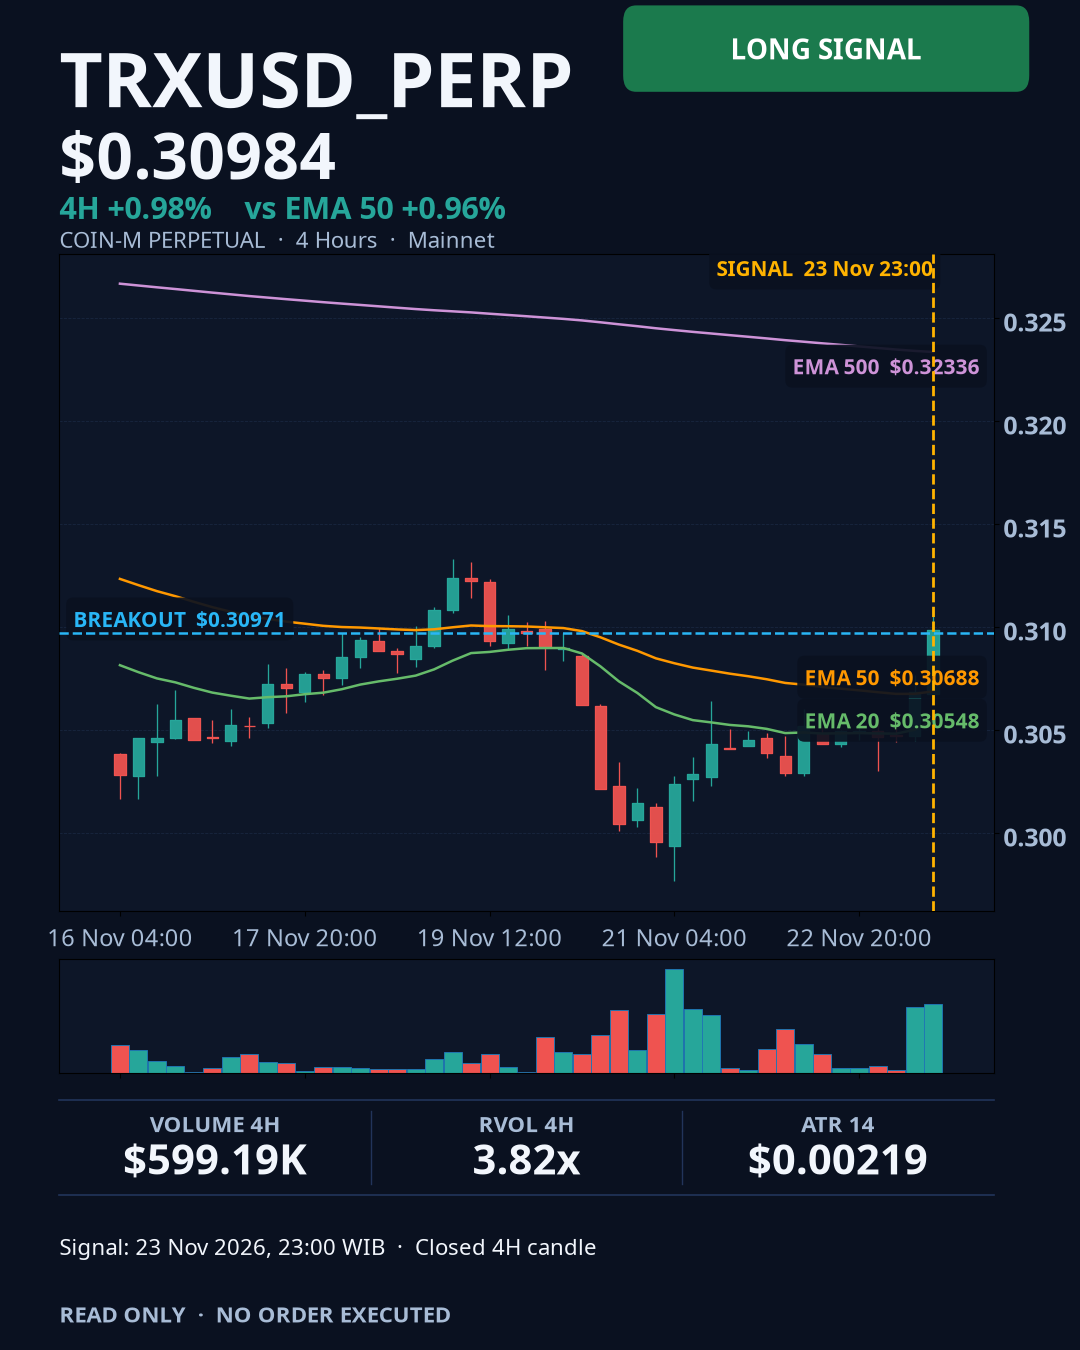 LONG SIGNAL
TRXUSD_PERP
$0.30984
4H +0.98% vs EMA 50 +0.96%
COIN-M PERPETUAL · 4 Hours · Mainnet
SIGNAL 23 Nov 23:00
0.325
EMA 500 $0.32336
0.320
0.315
BREAKOUT $0.30971
0.310
EMA 50 $0.30688
EMA 20 $0.30548
0.305
0.300
16 Nov 04:00 17 Nov 20:00 19 Nov 12:00 21 Nov 04:00 22 Nov 20:00
VOLUME 4H RVOL 4H ATR 14
$599.19K 3.82x $0.00219
Signal: 23 Nov 2026, 23:00 WIB · Closed 4H candle
READ ONLY · NO ORDER EXECUTED